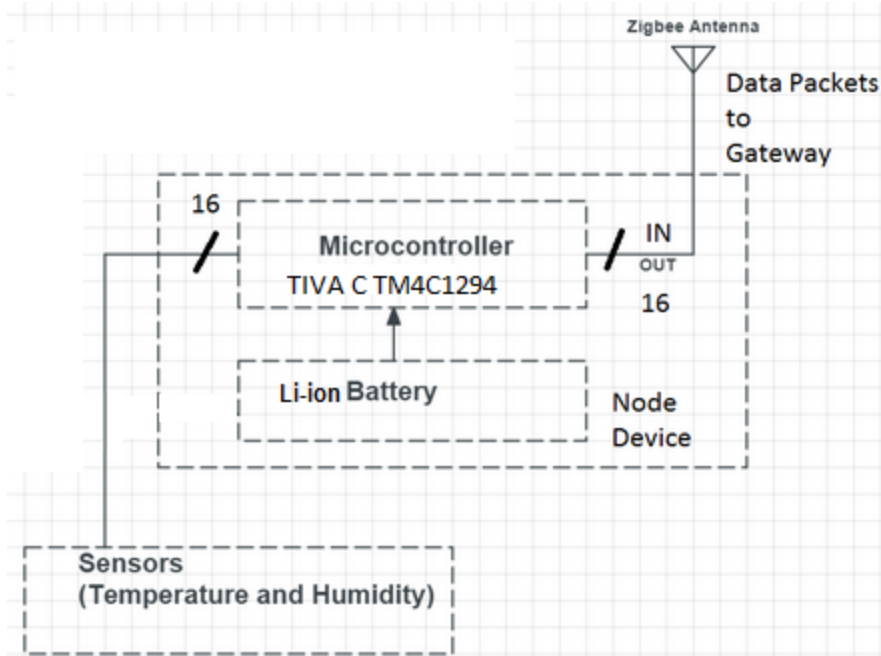 Zigbee Antenna
Data Packets
to
Gateway
16
Microcontroller
TIVA C TM4C1294
IN
OUT
16
Li-ion Battery
Node
Device
Sensors
(Temperature and Humidity)